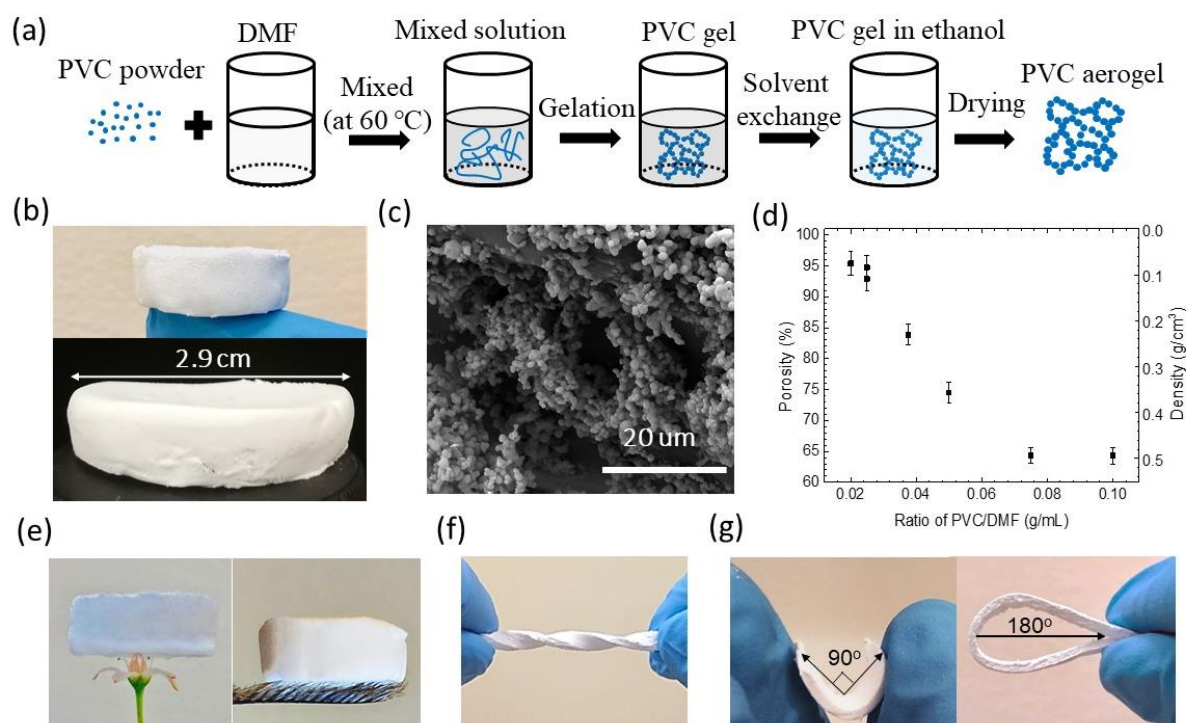 (a)
PVC powder
DMF
Mixed
(at 60 °C)
Mixed solution
Gelation
PVC gel
Solvent
exchange
PVC gel in ethanol
Drying
PVC aerogel
(b)
2.9 cm
(c)
20 um
(d)
100
95
90
85
80
75
70
65
60
Porosity (%)
0.02
0.04
0.06
0.08
0.10
Ratio of PVC/DMF (g/mL)
0.0
0.1
0.2
0.3
0.4
0.5
Density (g/cm³)
(e)
(f)
(g)
90°
180°